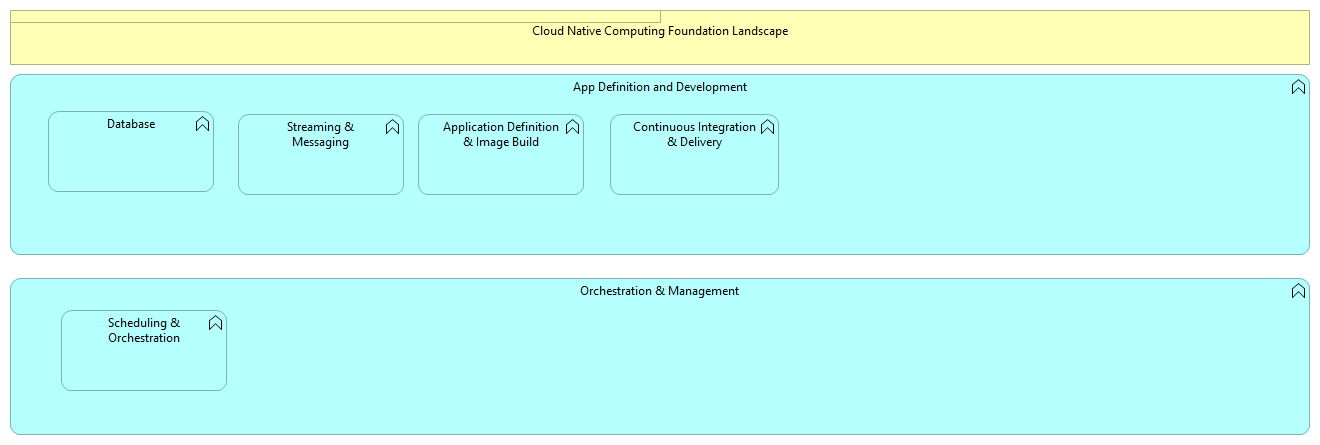 Cloud Native Computing Foundation Landscape
App Definition and Development
Database
Streaming &
Messaging
Application Definition
& Image Build
Continuous Integration
& Delivery
Orchestration & Management
Scheduling &
Orchestration